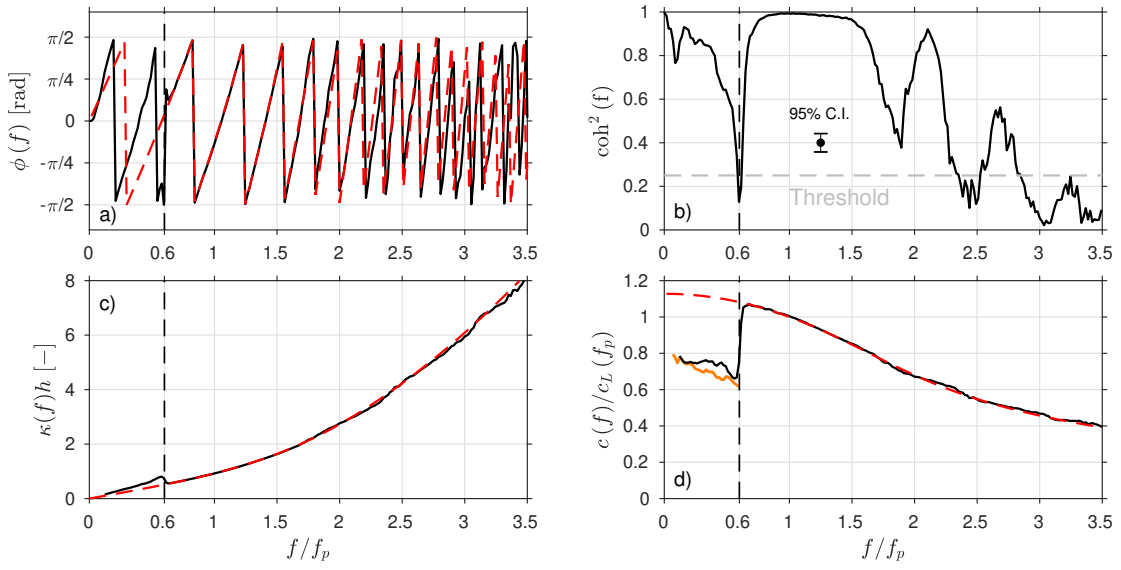 π/2
π/4
0
-π/4
-π/2
ϕ(f) [rad]
a)
0 0.6 1 1.5 2 2.5 3 3.5
1
0.8
0.6
0.4
0.2
0
coh²(f)
95% C.I.
Threshold
b)
0 0.6 1 1.5 2 2.5 3 3.5
8
6
4
2
0
κ(f)h [−]
c)
0 0.6 1 1.5 2 2.5 3 3.5
f/f_p
1.2
1
0.8
0.6
0.4
0.2
0
c(f)/c_L(f_p)
d)
0 0.6 1 1.5 2 2.5 3 3.5
f/f_p